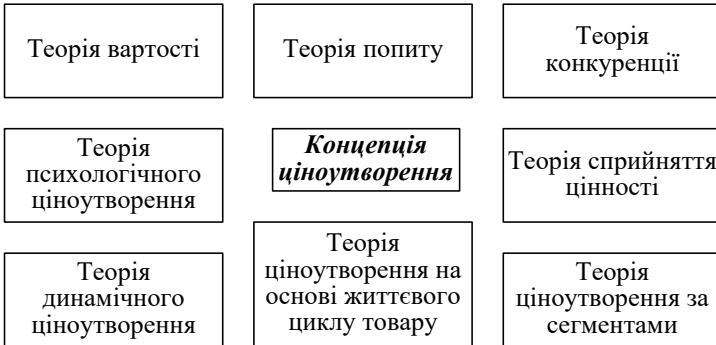 Теорія вартості
Теорія попиту
Теорія
конкуренції
Теорія
психологічного
ціноутворення
Концепція
ціноутворення
Теорія сприйняття
цінності
Теорія
динамічного
ціноутворення
Теорія
ціноутворення на
основі життєвого
циклу товару
Теорія
ціноутворення за
сегментами